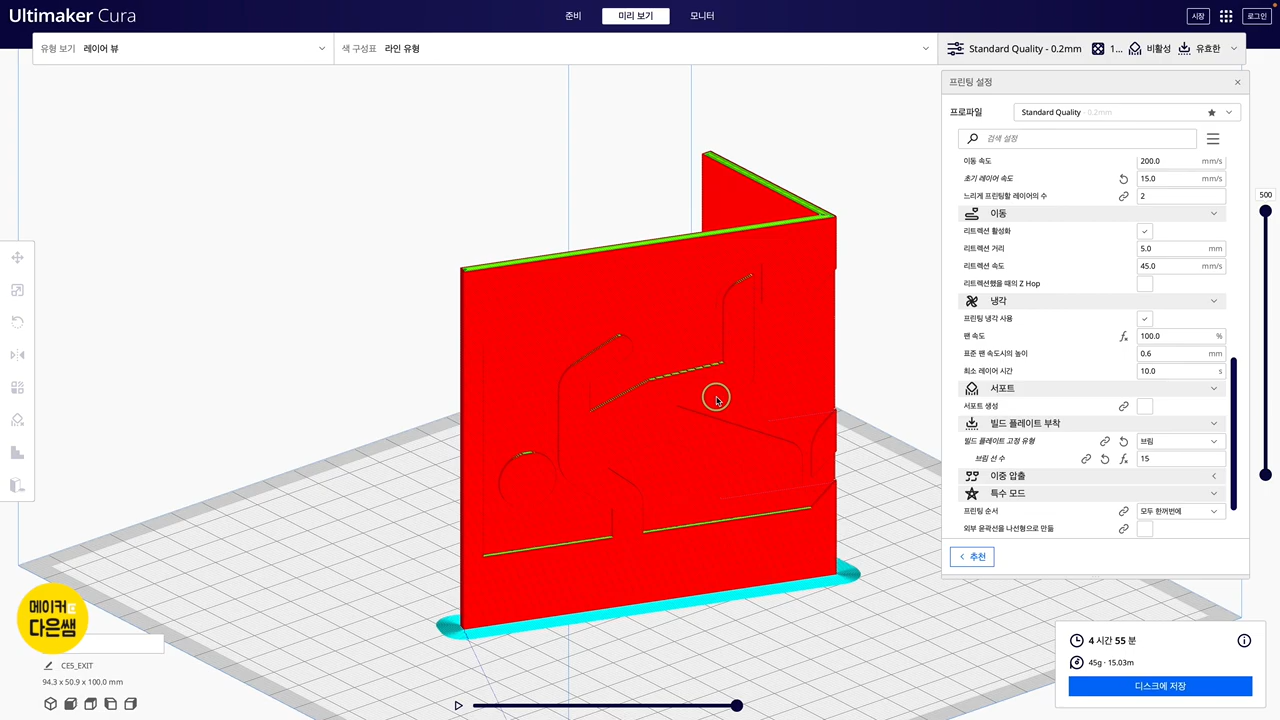 Ultimaker Cura
준비
미리 보기
모니터
시장
로그인
유형 보기 레이어 뷰
색 구성표 라인 유형
Standard Quality - 0.2mm
1...
비활성
유효한
프린팅 설정
프로파일
Standard Quality - 0.2mm
검색 설정
이동 속도 200.0 mm/s
초기 레이어 속도 15.0 mm/s
느리게 프린팅할 레이어의 수 2
이동
리트렉션 활성화
리트렉션 거리 5.0 mm
리트렉션 속도 45.0 mm/s
리트렉션했을 때의 Z Hop
냉각
프린팅 냉각 사용
팬 속도 100.0 %
표준 팬 속도시의 높이 0.6 mm
최소 레이어 시간 10.0 s
서포트
서포트 생성
빌드 플레이트 부착
빌드 플레이트 고정 유형 브림
브림 선 수 15
이중 압출
특수 모드
프린팅 순서 모두 한꺼번에
외부 윤곽선을 나선형으로 만듦
추천
500
메이커
다은쌤
CE5_EXIT
94.3 x 50.9 x 100.0 mm
4 시간 55 분
45g · 15.03m
디스크에 저장